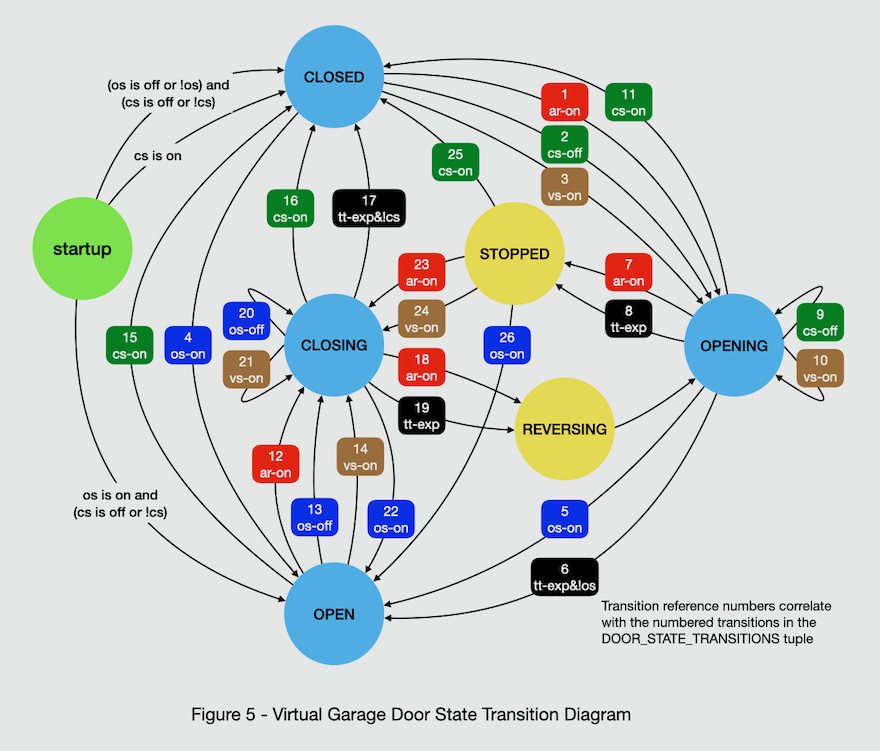 CLOSED
(os is off or !os) and
(cs is off or !cs)
1
ar-on
11
cs-on
2
cs-off
cs is on
25
cs-on
3
vs-on
16
cs-on
17
tt-exp&!cs
startup
STOPPED
23
ar-on
7
ar-on
20
os-off
24
vs-on
8
tt-exp
9
cs-off
15
cs-on
4
os-on
CLOSING
26
os-on
OPENING
21
vs-on
18
ar-on
10
vs-on
19
tt-exp
REVERSING
12
ar-on
14
vs-on
os is on and
(cs is off or !cs)
13
os-off
22
os-on
5
os-on
6
tt-exp&!os
OPEN
Transition reference numbers correlate
with the numbered transitions in the
DOOR_STATE_TRANSITIONS tuple
Figure 5 - Virtual Garage Door State Transition Diagram